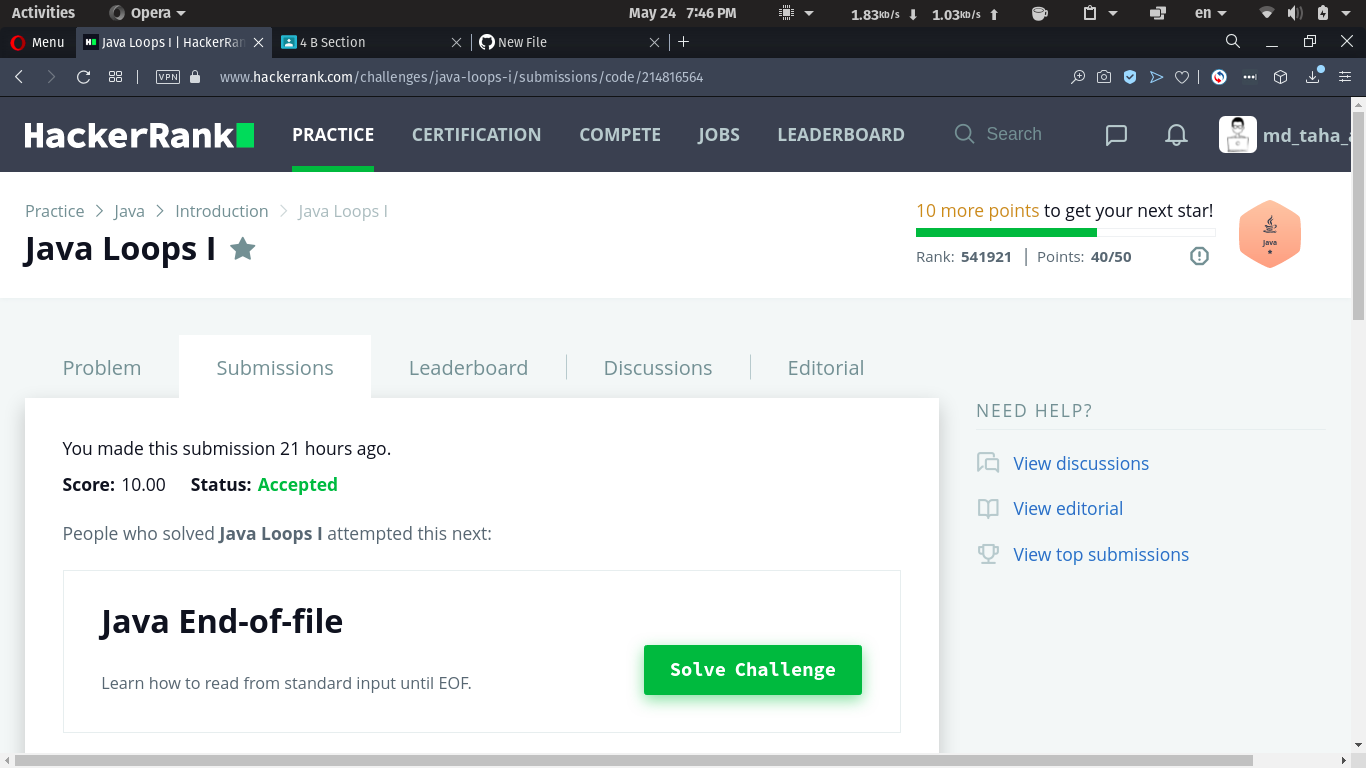 Activities Opera May 24 7:46 PM 1.83kb/s 1.03kb/s en
Menu Java Loops I | HackerRan 4 B Section New File
VPN www.hackerrank.com/challenges/java-loops-i/submissions/code/214816564
HackerRank PRACTICE CERTIFICATION COMPETE JOBS LEADERBOARD Search md_taha_a
Practice Java Introduction Java Loops I
Java Loops I
10 more points to get your next star!
Rank: 541921 | Points: 40/50
Java
Problem Submissions Leaderboard Discussions Editorial
You made this submission 21 hours ago.
Score: 10.00 Status: Accepted
People who solved Java Loops I attempted this next:
Java End-of-file
Learn how to read from standard input until EOF.
Solve Challenge
NEED HELP?
View discussions
View editorial
View top submissions